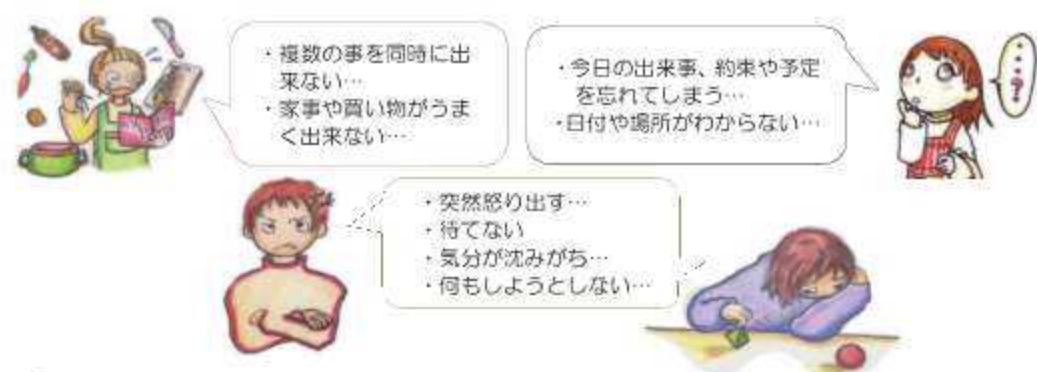 ・複数の事を同時に出
来ない…
・家事や買い物がうま
く出来ない…
・今日の出来事、約束や予定
を忘れてしまう…
・日付や場所がわからない…
・・・?
・突然怒り出す…
・待てない
・気分が沈みがち…
・何もしようとしない…